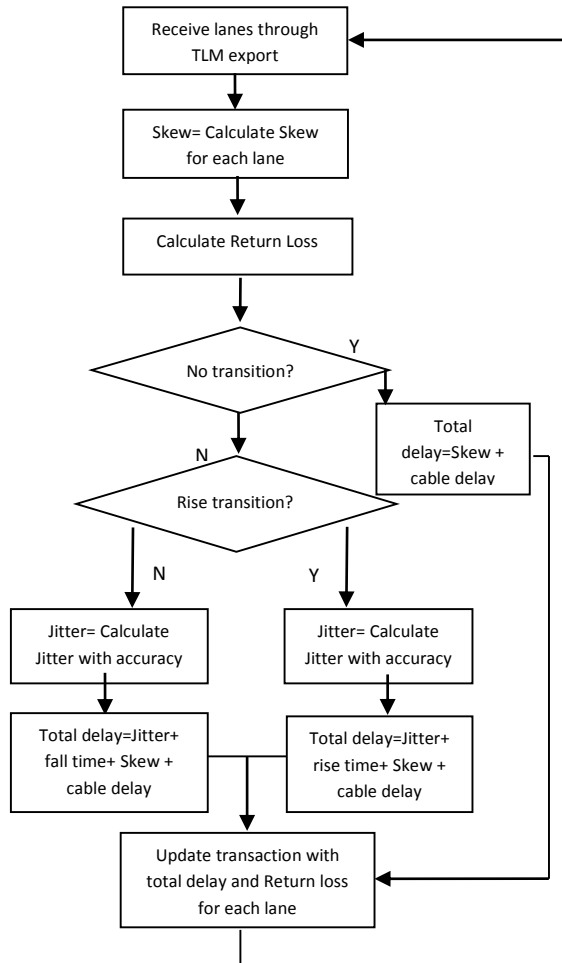 Receive lanes through
TLM export
Skew= Calculate Skew
for each lane
Calculate Return Loss
Y
No transition?
Total
delay=Skew +
cable delay
N
Rise transition?
N
Y
Jitter= Calculate
Jitter with accuracy
Jitter= Calculate
Jitter with accuracy
Total delay=Jitter+
fall time+ Skew +
cable delay
Total delay=Jitter+
rise time+ Skew +
cable delay
Update transaction with
total delay and Return loss
for each lane